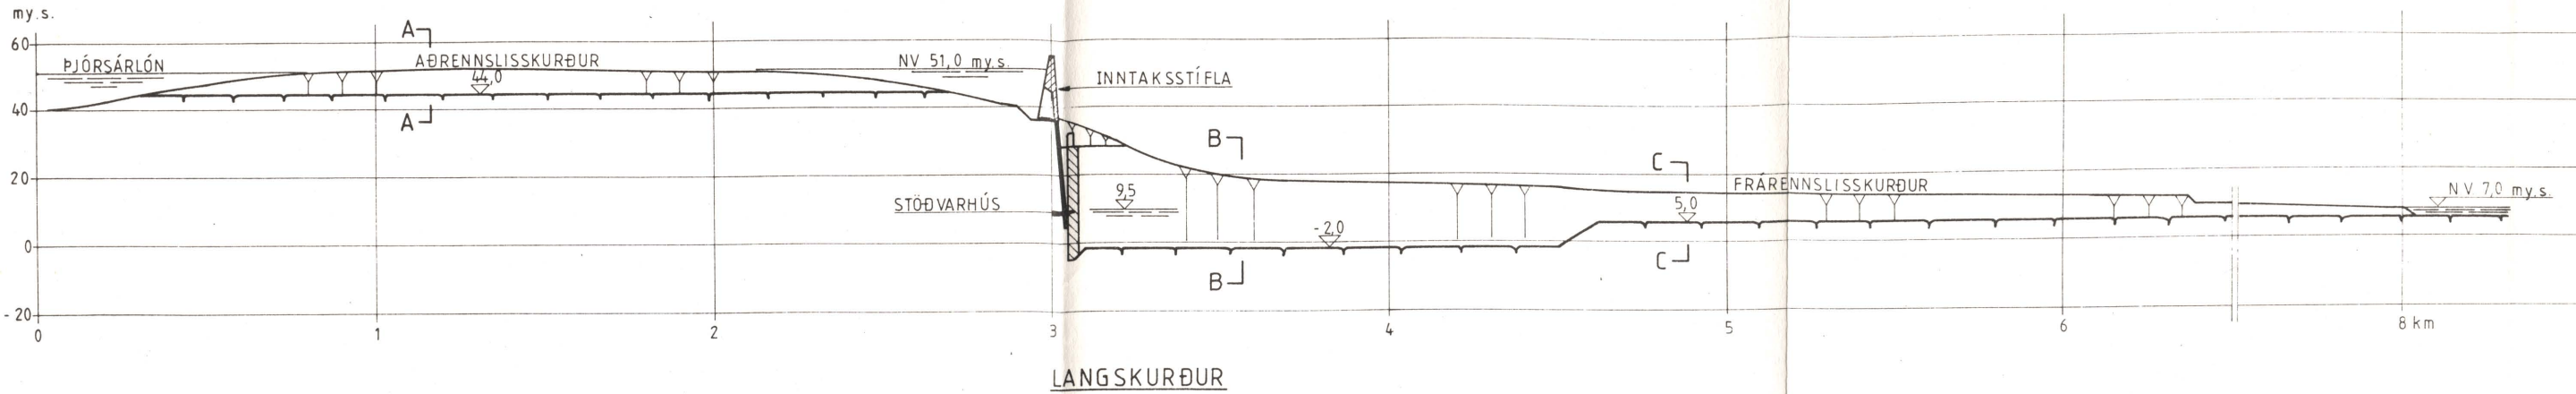 my.s.
60
40
20
0
- 20
ÞJÓRSÁRLÓN
A
A
AÐRENNSLISSKURÐUR
44,0
NV 51,0 my.s.
INNTAKSSTÍFLA
STÖÐVARHÚS
9,5
B
B
-2,0
C
C
5,0
FRÁRENNSLISSKURÐUR
NV 7,0 my.s.
0
1
2
3
4
5
6
8 km
LANGSKURÐUR